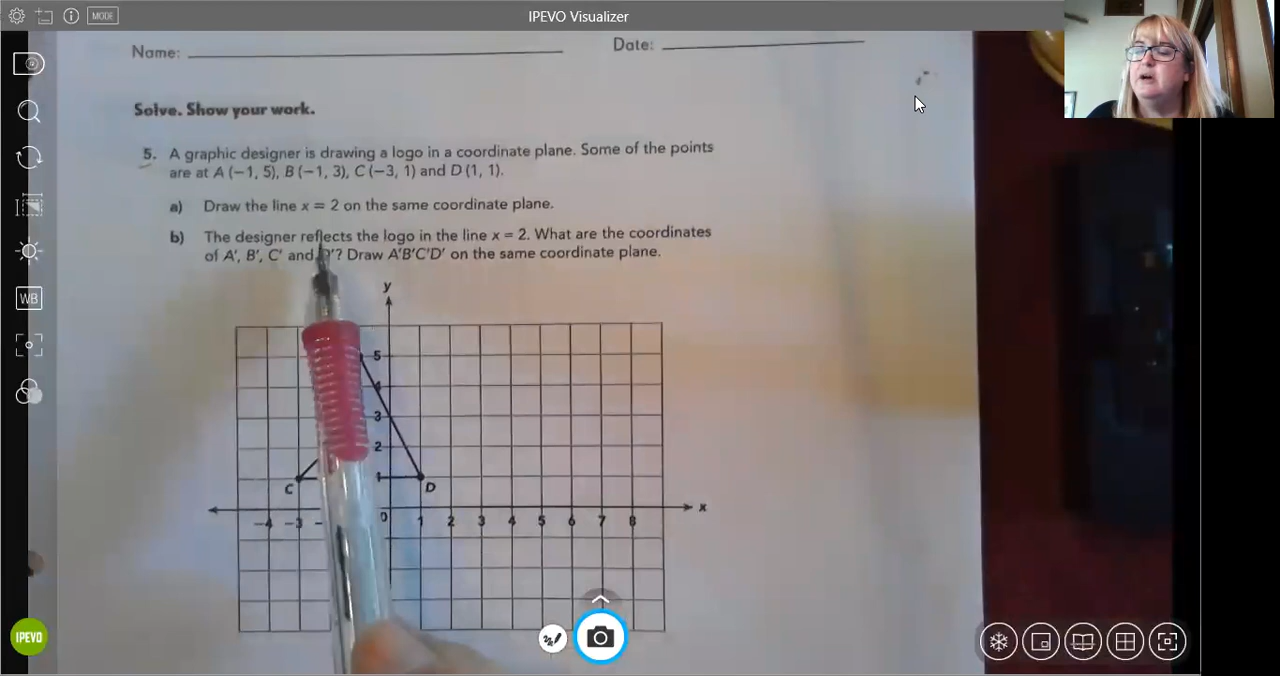 MODE
IPEVO Visualizer
Name:
Date:
Solve. Show your work.
5. A graphic designer is drawing a logo in a coordinate plane. Some of the points
are at A (−1, 5), B (−1, 3), C (−3, 1) and D (1, 1).
a) Draw the line x = 2 on the same coordinate plane.
b) The designer reflects the logo in the line x = 2. What are the coordinates
of A′, B′, C′ and D′? Draw A′B′C′D′ on the same coordinate plane.
WB
y
5
4
3
2
1
C
D
−4 −3 0 1 2 3 4 5 6 7 8
x
IPEVO